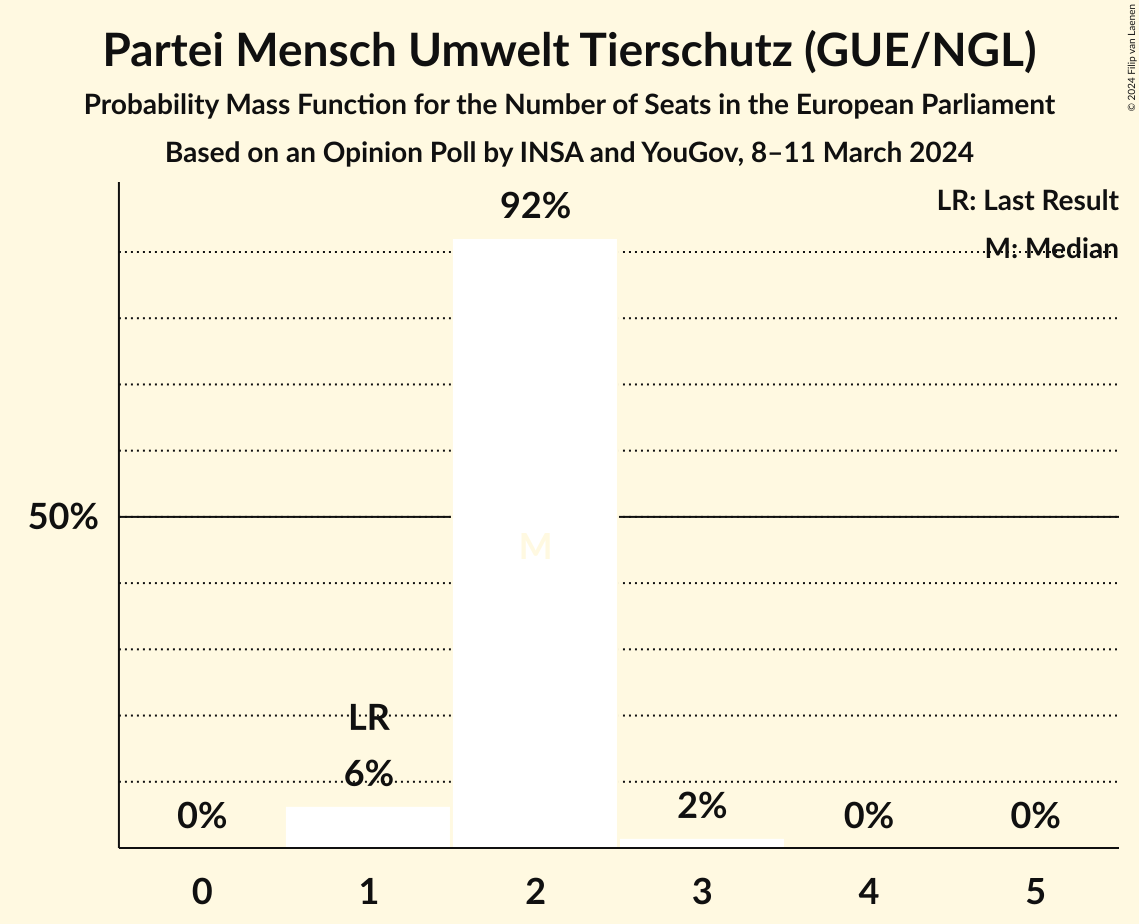 Partei Mensch Umwelt Tierschutz (GUE/NGL)
Probability Mass Function for the Number of Seats in the European Parliament
Based on an Opinion Poll by INSA and YouGov, 8–11 March 2024
© 2024 Filip van Laenen
LR: Last Result
M: Median
92%
50%
M
LR
6%
0%
2%
0%
0%
0 1 2 3 4 5